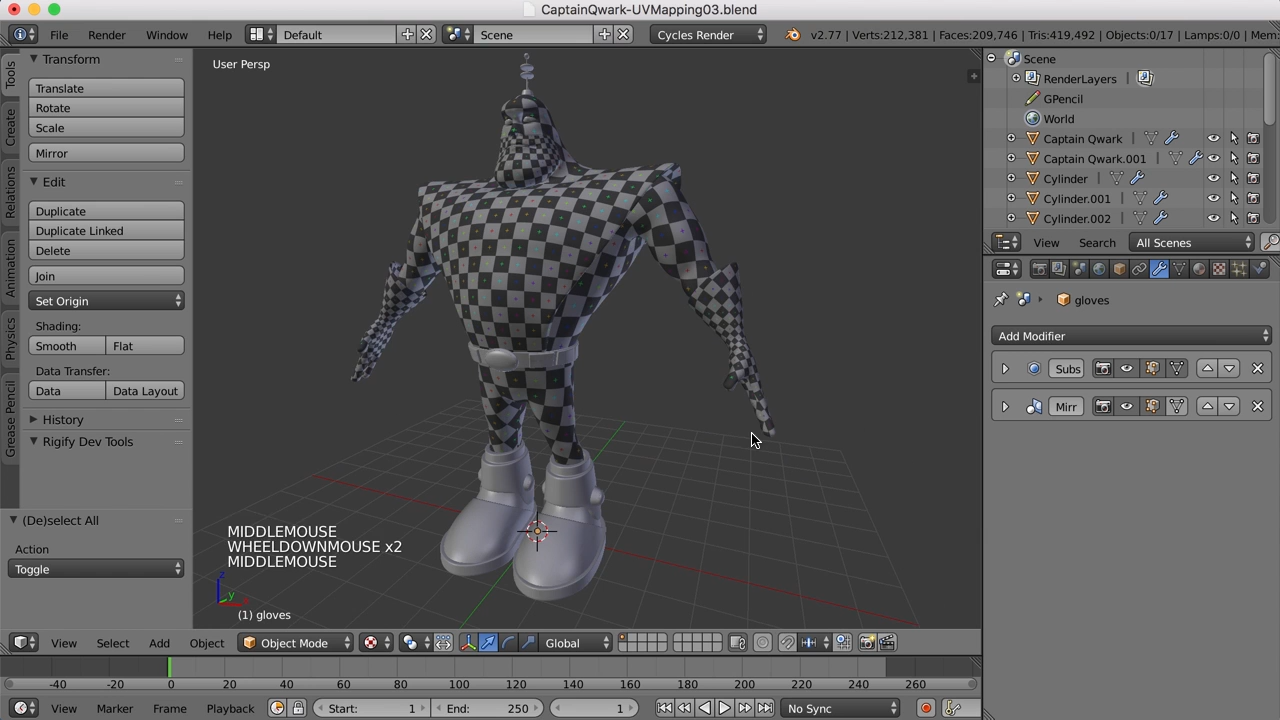 CaptainQwark-UVMapping03.blend
File Render Window Help Default Scene Cycles Render v2.77 | Verts:212,381 | Faces:209,746 | Tris:419,492 | Objects:0/17 | Lamps:0/0 | Mem:
Tools
Create
Relations
Animation
Physics
Grease Pencil
Transform
Translate
Rotate
Scale
Mirror
Edit
Duplicate
Duplicate Linked
Delete
Join
Set Origin
Shading:
Smooth Flat
Data Transfer:
Data Data Layout
History
Rigify Dev Tools
(De)select All
Action
Toggle
User Persp
MIDDLEMOUSE
WHEELDOWNMOUSE x2
MIDDLEMOUSE
z
y
(1) gloves
View Select Add Object Object Mode Global
Scene
RenderLayers
GPencil
World
Captain Qwark
Captain Qwark.001
Cylinder
Cylinder.001
Cylinder.002
View Search All Scenes
gloves
Add Modifier
Subs
Mirr
-40 -20 0 20 40 60 80 100 120 140 160 180 200 220 240 260
View Marker Frame Playback Start: 1 End: 250 1 No Sync